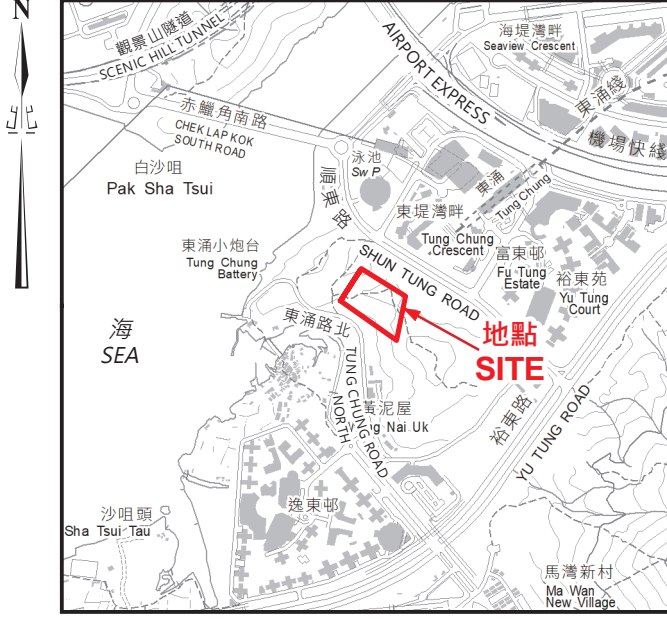 N
北
觀景山隧道
SCENIC HILL TUNNEL
海堤灣畔
Seaview Crescent
AIRPORT EXPRESS
東涌綫
機場快綫
赤鱲角南路
CHEK LAP KOK
SOUTH ROAD
白沙咀
Pak Sha Tsui
泳池
Sw P
順東路
東涌
Tung Chung
東堤灣畔
Tung Chung
Crescent
東涌小炮台
Tung Chung
Battery
SHUN TUNG ROAD
富東邨
Fu Tung
Estate
裕東苑
Yu Tung
Court
海
SEA
東涌路北
TUNG CHUNG ROAD
NORTH
地點
SITE
黃泥屋
Wong Nai Uk
裕東路
YU TUNG ROAD
逸東邨
沙咀頭
Sha Tsui Tau
馬灣新村
Ma Wan
New Village